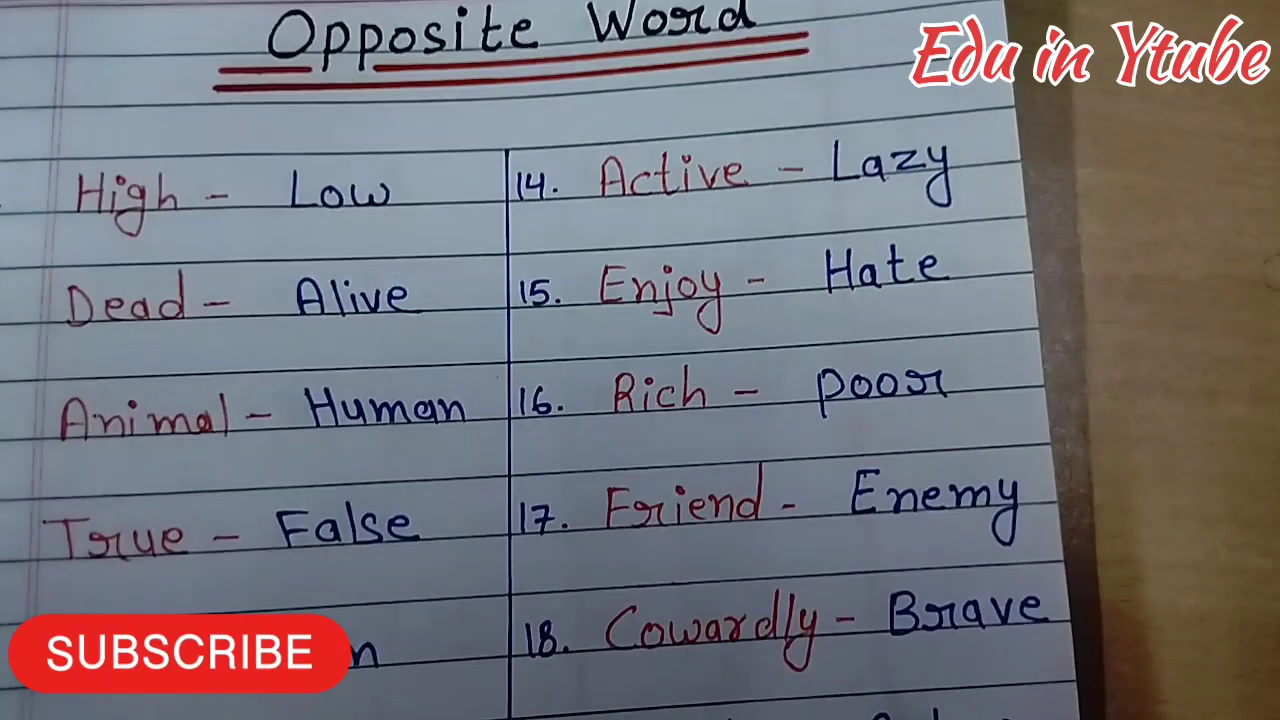 Opposite Word
Edu in Ytube
High - Low
Dead - Alive
Animal - Human
True - False
SUBSCRIBE
14. Active - Lazy
15. Enjoy - Hate
16. Rich - poor
17. Friend - Enemy
18. Cowardly - Brave